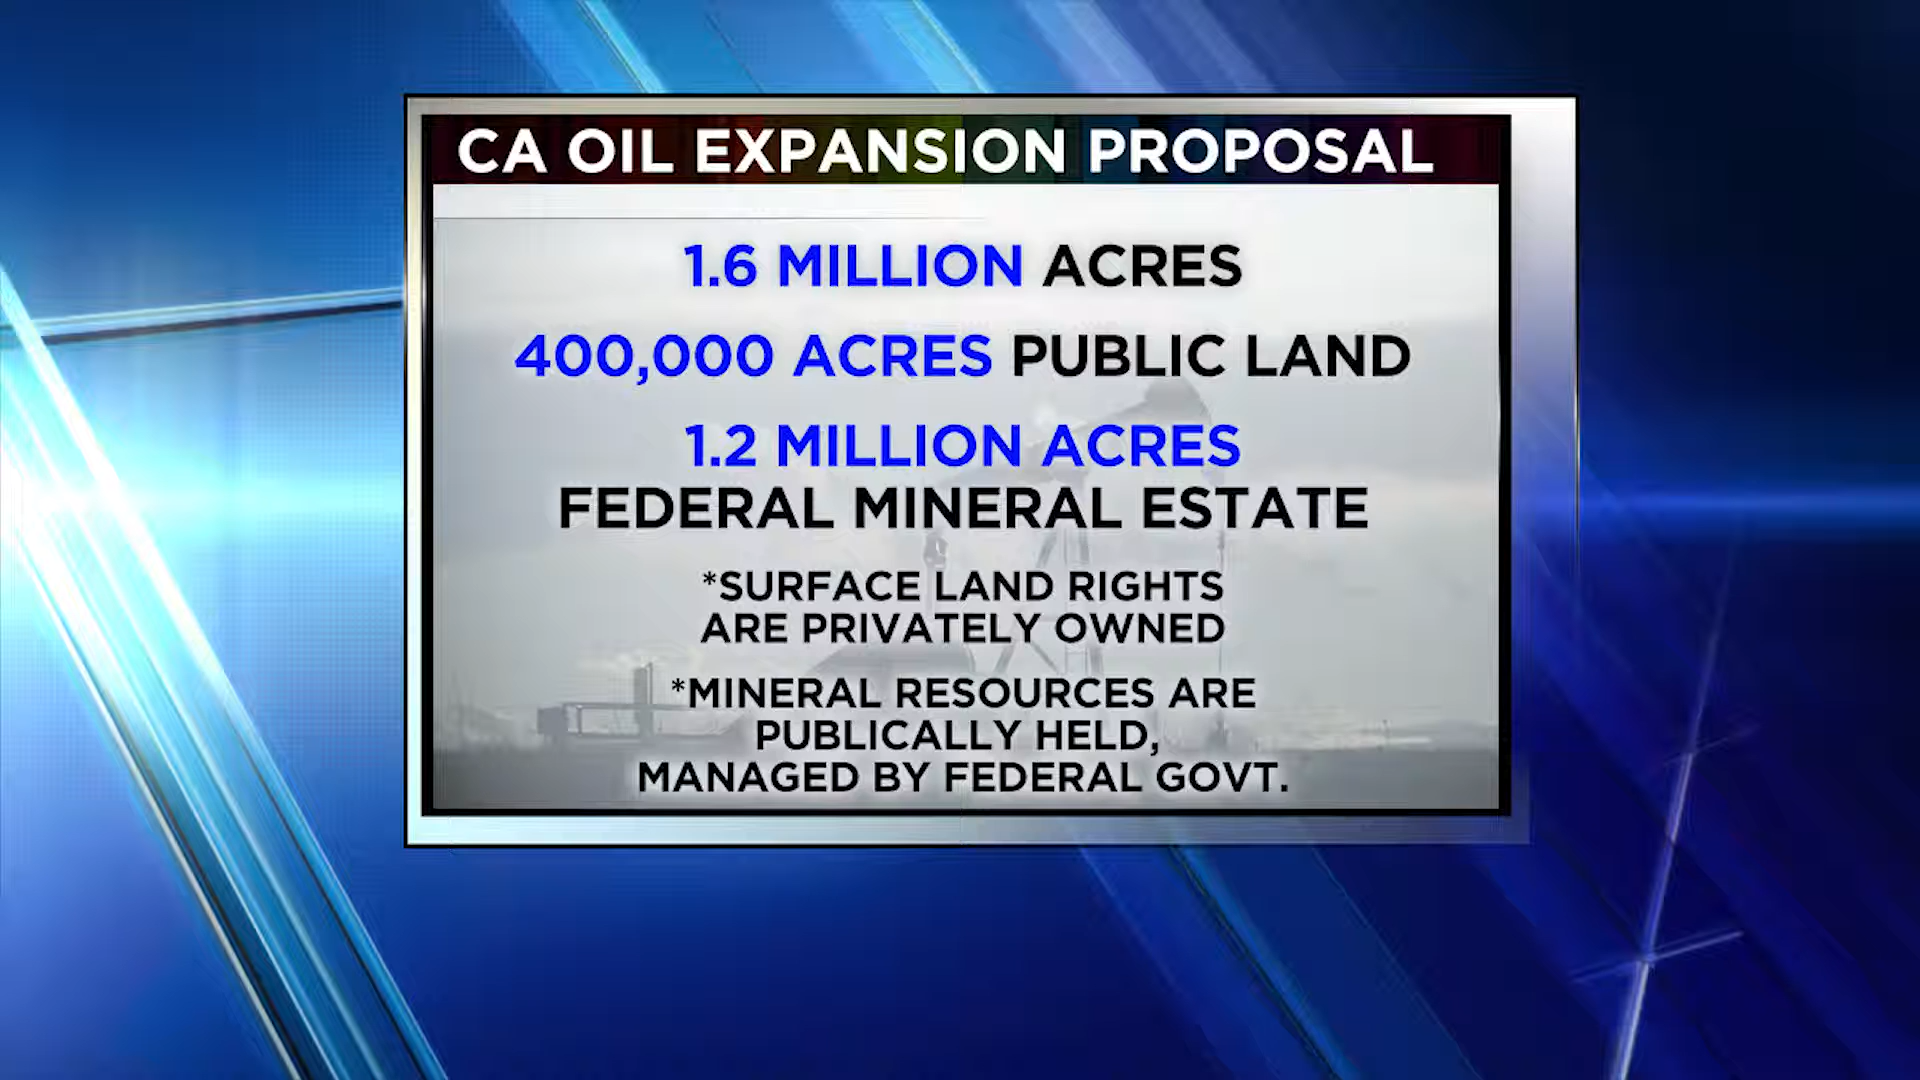 CA OIL EXPANSION PROPOSAL
1.6 MILLION ACRES
400,000 ACRES PUBLIC LAND
1.2 MILLION ACRES
FEDERAL MINERAL ESTATE
*SURFACE LAND RIGHTS
ARE PRIVATELY OWNED
*MINERAL RESOURCES ARE
PUBLICALLY HELD,
MANAGED BY FEDERAL GOVT.